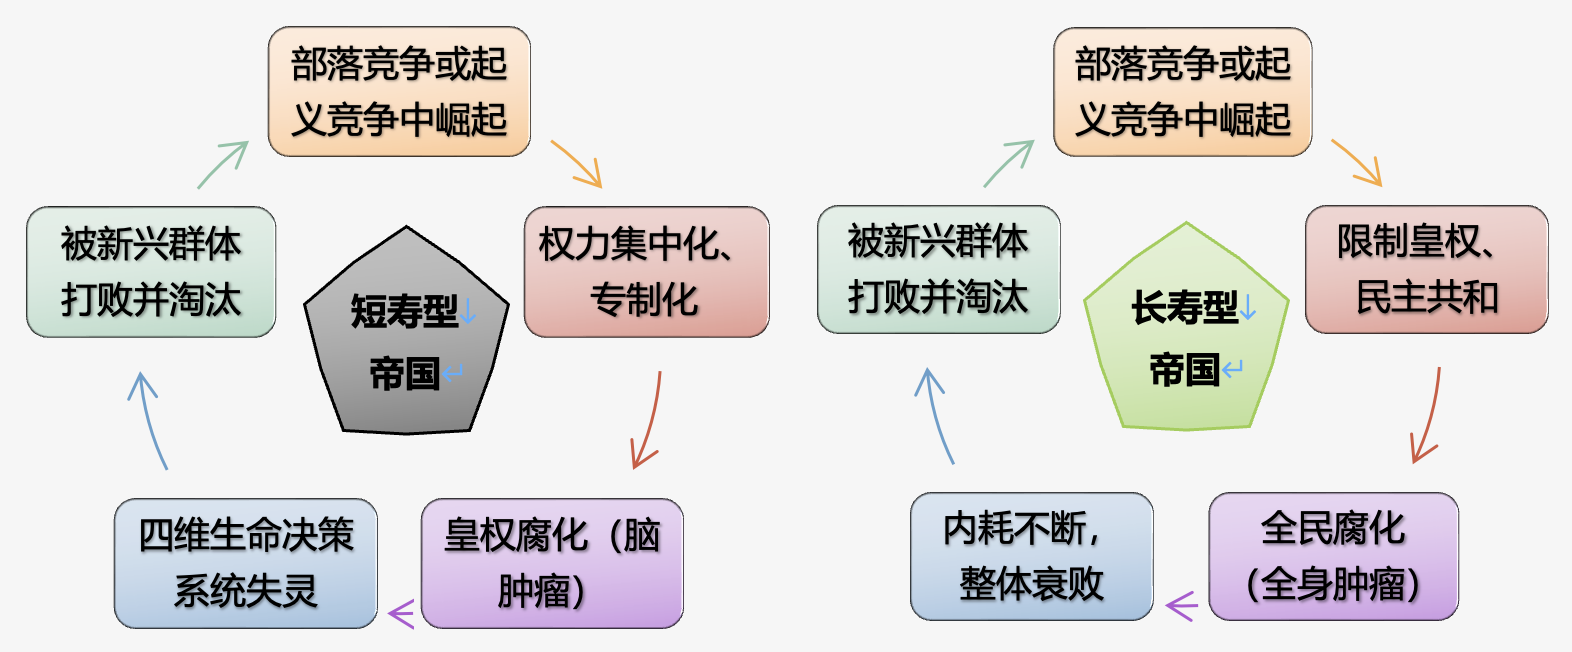 部落竞争或起
义竞争中崛起
权力集中化、
专制化
皇权腐化（脑
肿瘤）
四维生命决策
系统失灵
被新兴群体
打败并淘汰
短寿型↓
帝国↵
部落竞争或起
义竞争中崛起
限制皇权、
民主共和
全民腐化
（全身肿瘤）
内耗不断，
整体衰败
被新兴群体
打败并淘汰
长寿型↓
帝国↵